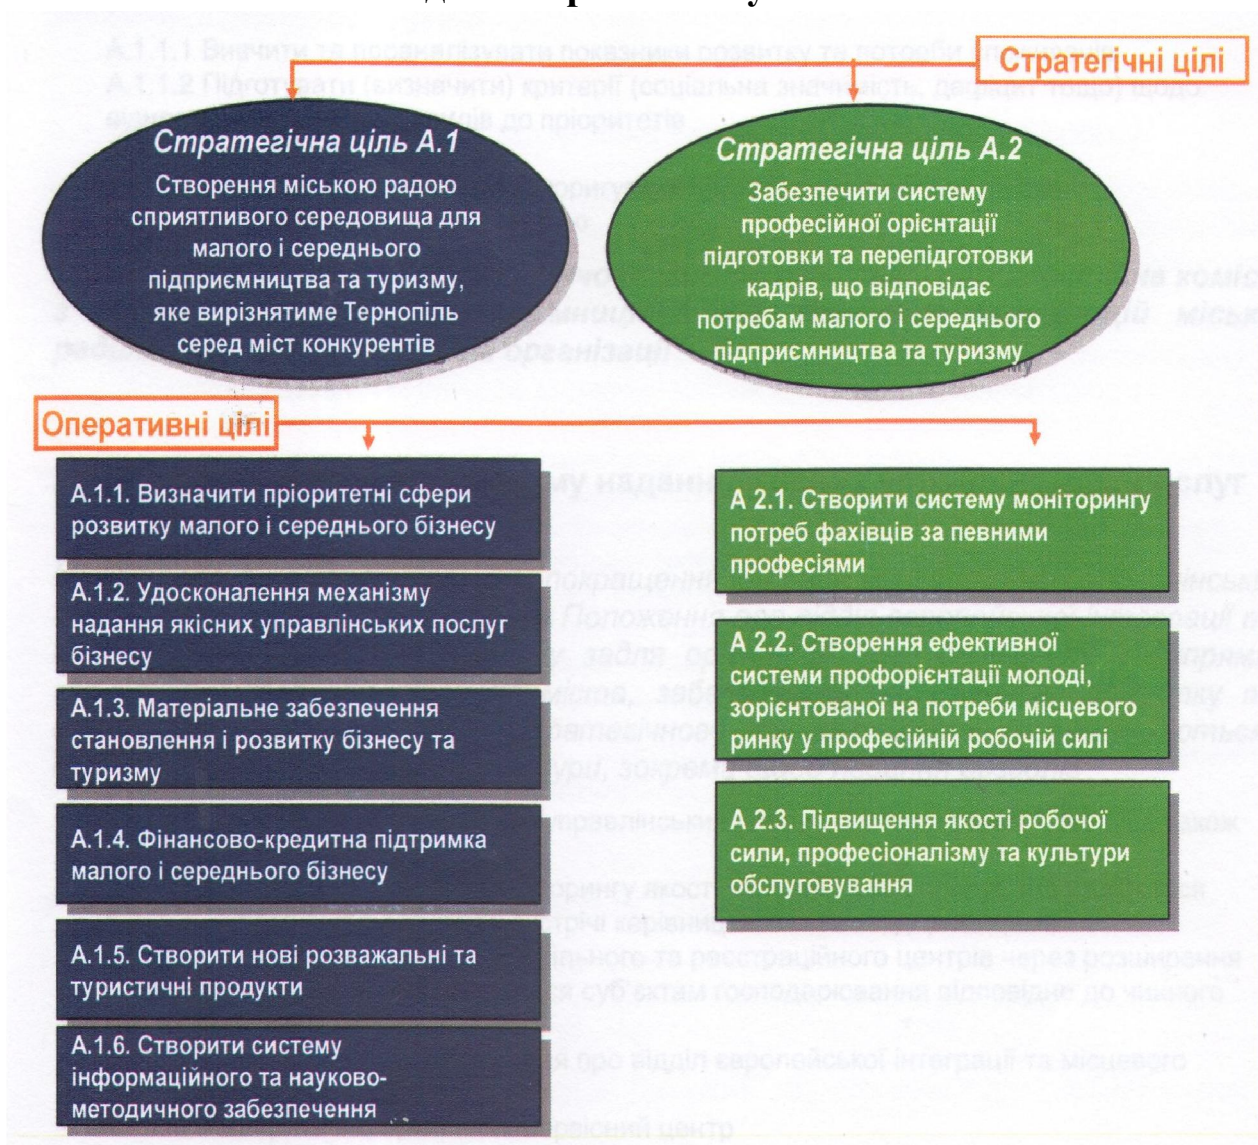 Стратегічні цілі
Стратегічна ціль А.1
Створення міською радою
сприятливого середовища для
малого і середнього
підприємництва та туризму,
яке вирізнятиме Тернопіль
серед міст конкурентів
Стратегічна ціль А.2
Забезпечити систему
професійної орієнтації
підготовки та перепідготовки
кадрів, що відповідає
потребам малого і середнього
підприємництва та туризму
Оперативні цілі
А.1.1. Визначити пріоритетні сфери
розвитку малого і середнього бізнесу
А.1.2. Удосконалення механізму
надання якісних управлінських послуг
бізнесу
А.1.3. Матеріальне забезпечення
становлення і розвитку бізнесу та
туризму
А.1.4. Фінансово-кредитна підтримка
малого і середнього бізнесу
А.1.5. Створити нові розважальні та
туристичні продукти
А.1.6. Створити систему
інформаційного та науково-
методичного забезпечення
А 2.1. Створити систему моніторингу
потреб фахівців за певними
професіями
А 2.2. Створення ефективної
системи профорієнтації молоді,
зорієнтованої на потреби місцевого
ринку у професійній робочій силі
А 2.3. Підвищення якості робочої
сили, професіоналізму та культури
обслуговування